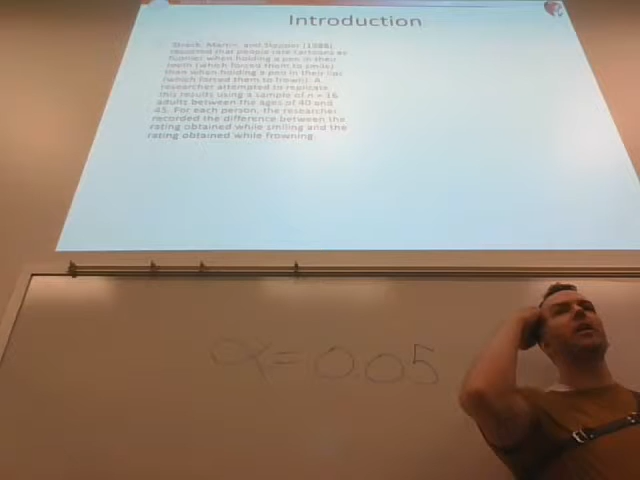 Introduction
Strack, Martin, and Stepper (1988)
reported that people rate cartoons as
funnier when holding a pen in their
teeth (which forced them to smile)
than when holding a pen in their lips
(which forced them to frown). A
researcher attempted to replicate
this result using a sample of n = 16
adults between the ages of 40 and
45. For each person, the researcher
recorded the difference between the
rating obtained while smiling and the
rating obtained while frowning.
α = 0.05